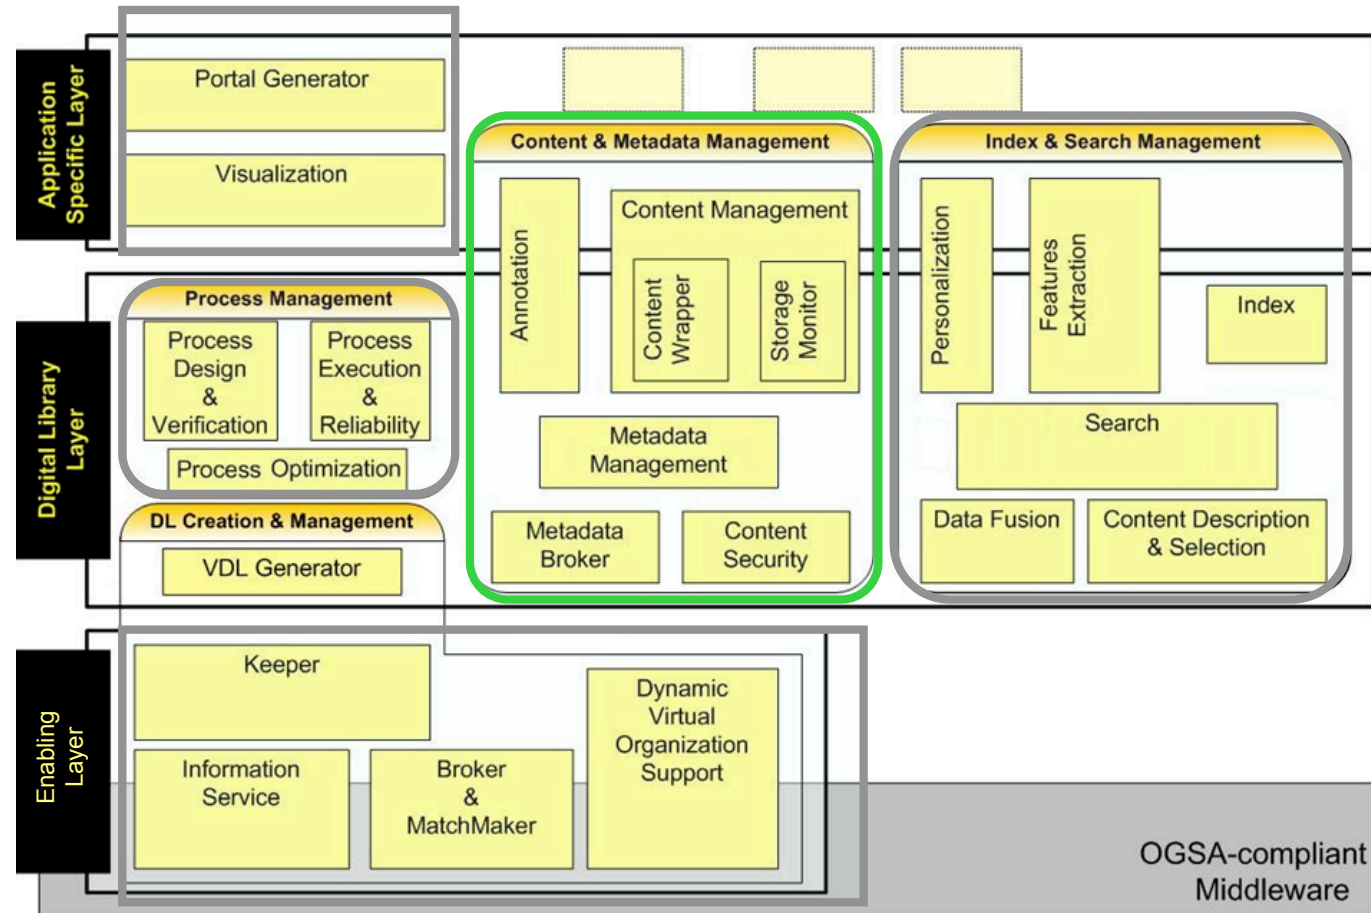 Application
Specific Layer
Portal Generator
Visualization
Content & Metadata Management
Annotation
Content Management
Content
Wrapper
Storage
Monitor
Metadata
Management
Metadata
Broker
Content
Security
Index & Search Management
Personalization
Features
Extraction
Index
Search
Data Fusion
Content Description
& Selection
Digital Library
Layer
Process Management
Process
Design
&
Verification
Process
Execution
&
Reliability
Process Optimization
DL Creation & Management
VDL Generator
Enabling
Layer
Keeper
Information
Service
Broker
&
MatchMaker
Dynamic
Virtual
Organization
Support
OGSA-compliant
Middleware